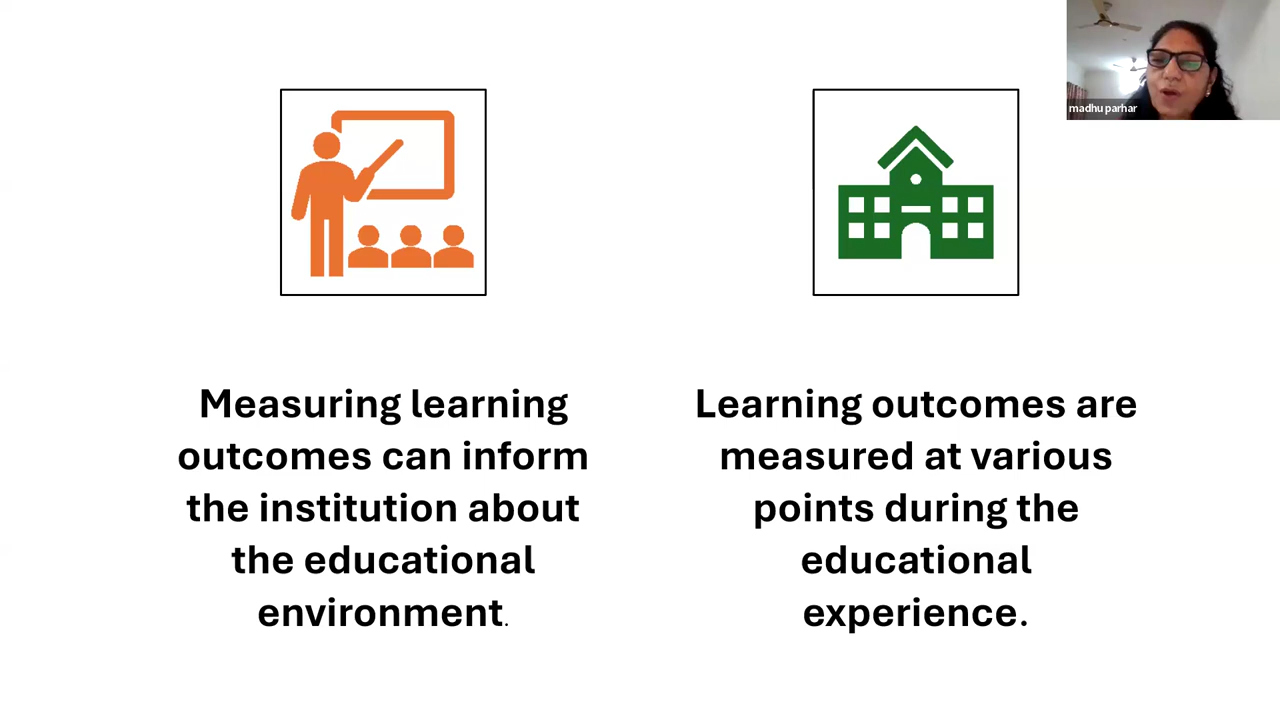 madhu parhar
Measuring learning
outcomes can inform
the institution about
the educational
environment.
Learning outcomes are
measured at various
points during the
educational
experience.